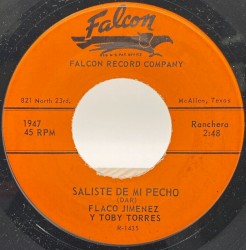 Falcon
FALCON RECORD COMPANY
821 North 23rd.
McAllen, Texas
1947
45 RPM
Ranchera
2:48
SALISTE DE MI PECHO
(DAR)
FLACO JIMENEZ
Y TOBY TORRES
R-1415